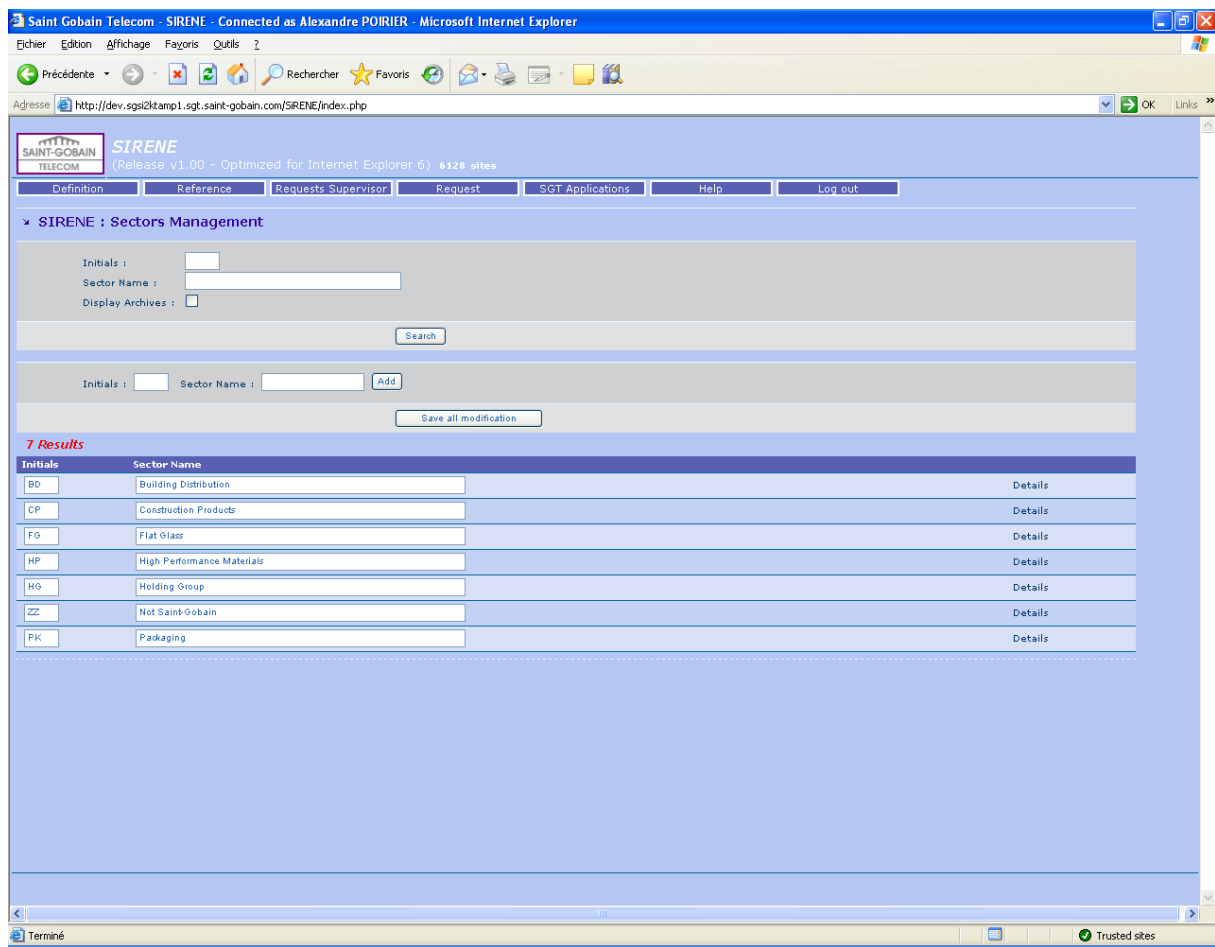 Saint Gobain Telecom - SIRENE - Connected as Alexandre POIRIER - Microsoft Internet Explorer
Fichier Edition Affichage Favoris Outils ?
Précédente Rechercher Favoris
Adresse http://dev.sgsi2ktamp1.sgt.saint-gobain.com/SiRENE/index.php OK Links »
SAINT-GOBAIN
TELECOM
SIRENE
(Release v1.00 - Optimized for Internet Explorer 6) 6128 sites
Definition Reference Requests Supervisor Request SGT Applications Help Log out
SIRENE : Sectors Management
Initials :
Sector Name :
Display Archives :
Search
Initials : Sector Name : Add
Save all modification
7 Results
Initials Sector Name
BD Building Distribution Details
CP Construction Products Details
FG Flat Glass Details
HP High Performance Materials Details
HG Holding Group Details
ZZ Not Saint-Gobain Details
PK Packaging Details
Terminé Trusted sites